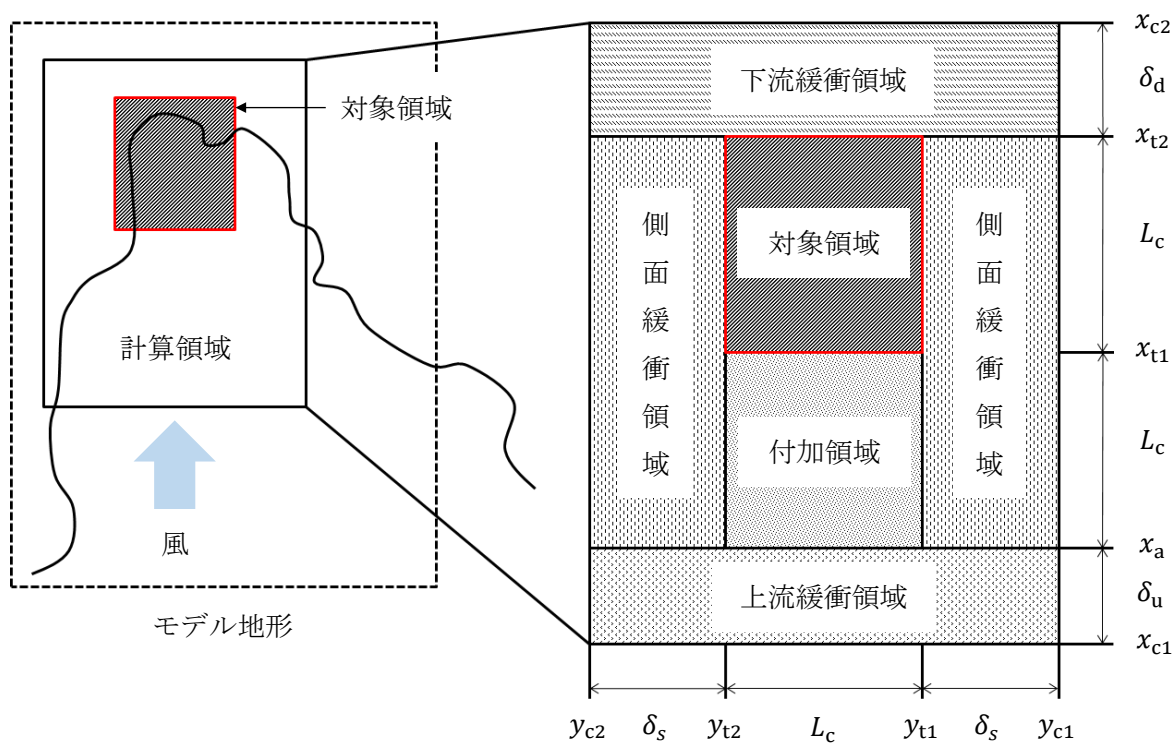 対象領域
計算領域
風
モデル地形
下流緩衝領域
側面緩衝領域
対象領域
側面緩衝領域
付加領域
上流緩衝領域
x_c2
δ_d
x_t2
L_c
x_t1
L_c
x_a
δ_u
x_c1
y_c2 δ_s y_t2 L_c y_t1 δ_s y_c1